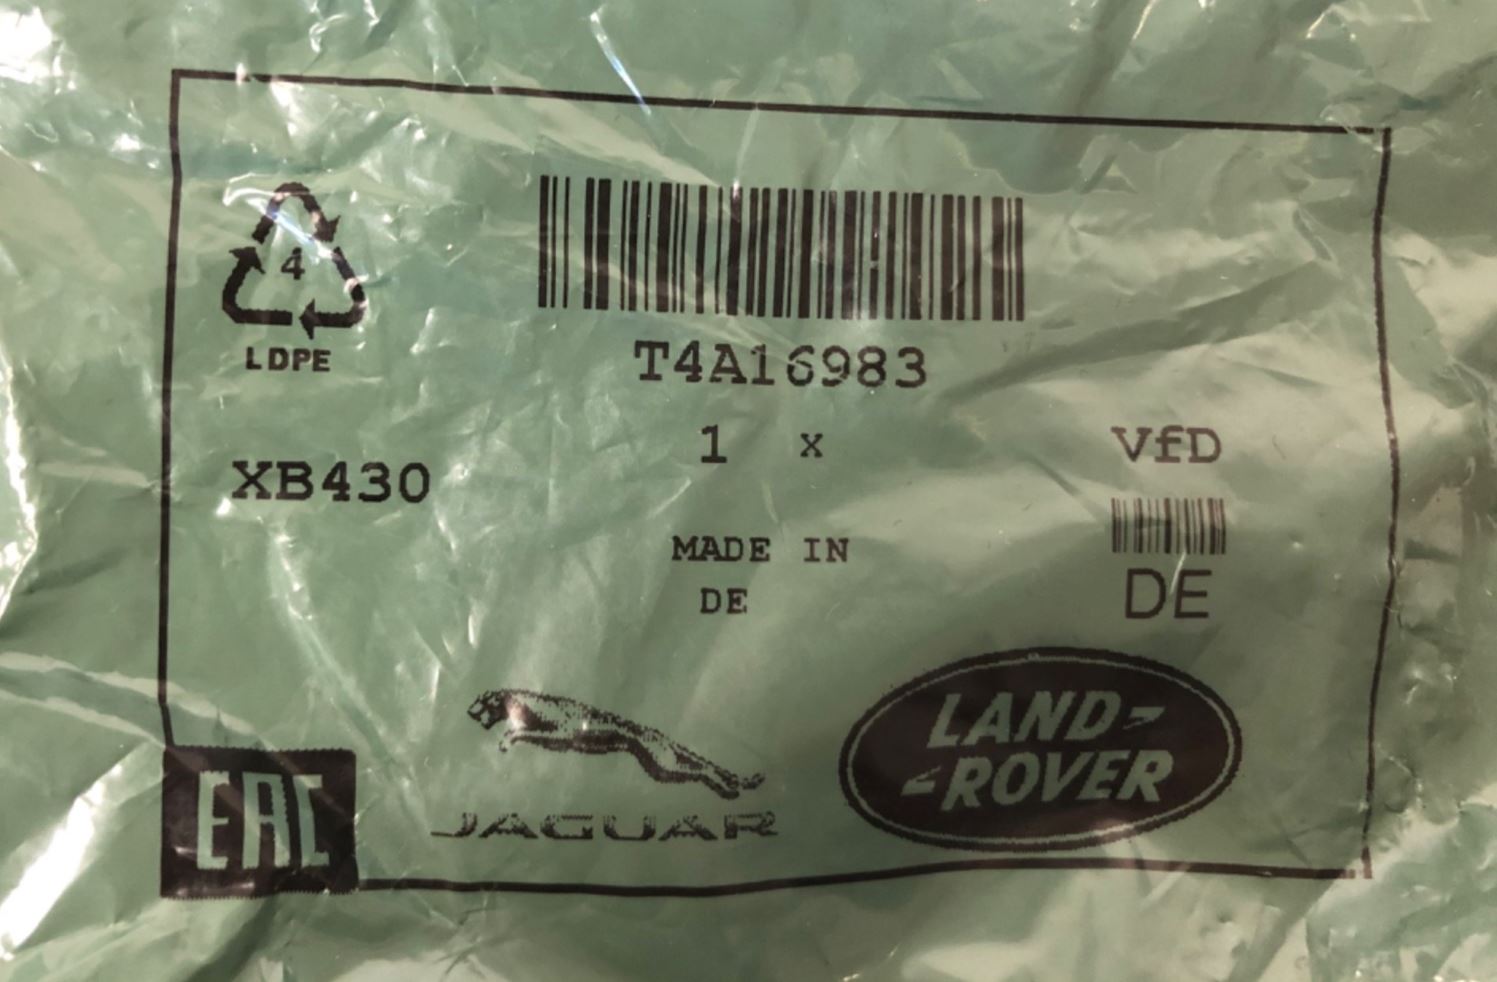 4
LDPE
T4A16983
1 x
VfD
XB430
MADE IN
DE
DE
LAND-
-ROVER
JAGUAR
EAC